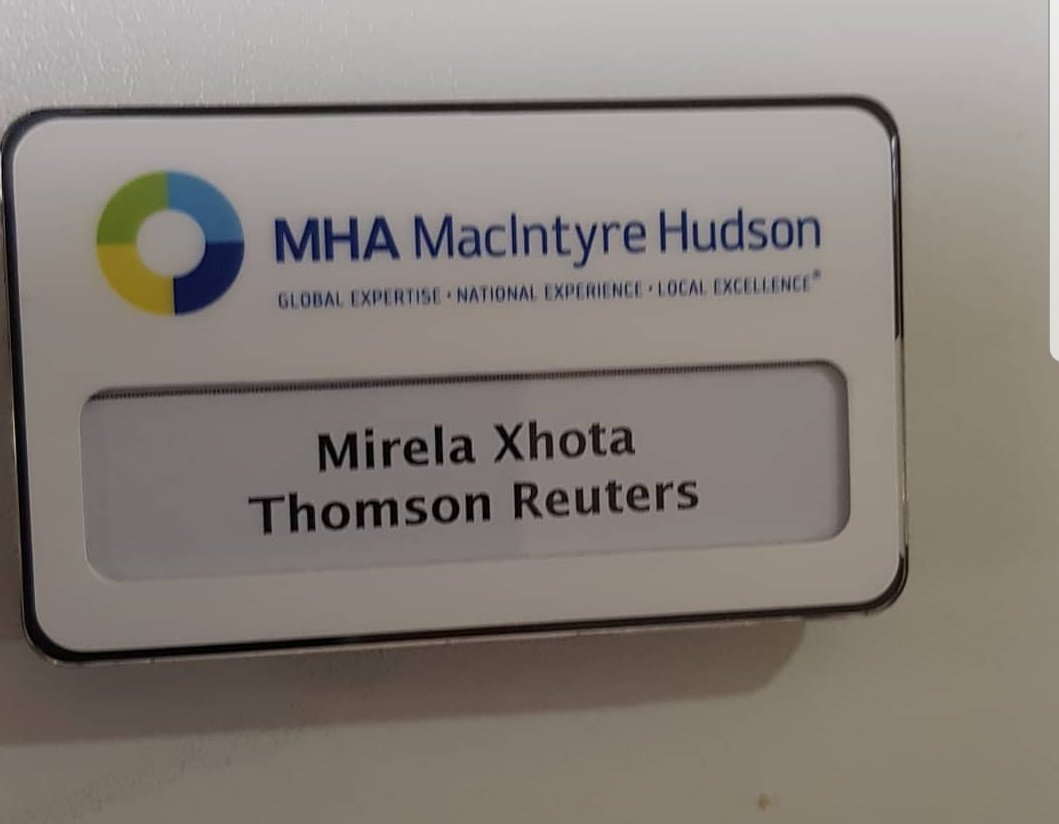 MHA MacIntyre Hudson
GLOBAL EXPERTISE · NATIONAL EXPERIENCE · LOCAL EXCELLENCE®
Mirela Xhota
Thomson Reuters